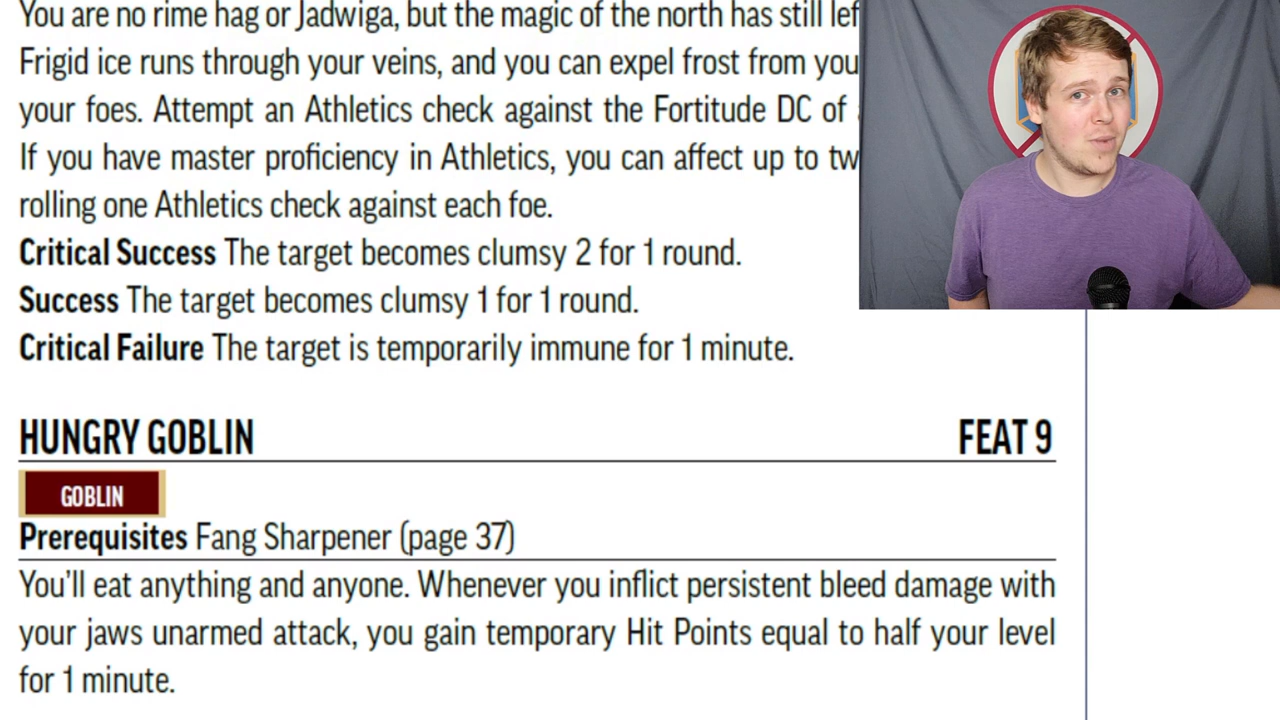 You are no rime hag or Jadwiga, but the magic of the north has still lef
Frigid ice runs through your veins, and you can expel frost from you
your foes. Attempt an Athletics check against the Fortitude DC of
If you have master proficiency in Athletics, you can affect up to tw
rolling one Athletics check against each foe.
Critical Success The target becomes clumsy 2 for 1 round.
Success The target becomes clumsy 1 for 1 round.
Critical Failure The target is temporarily immune for 1 minute.
HUNGRY GOBLIN FEAT 9
GOBLIN
Prerequisites Fang Sharpener (page 37)
You'll eat anything and anyone. Whenever you inflict persistent bleed damage with
your jaws unarmed attack, you gain temporary Hit Points equal to half your level
for 1 minute.